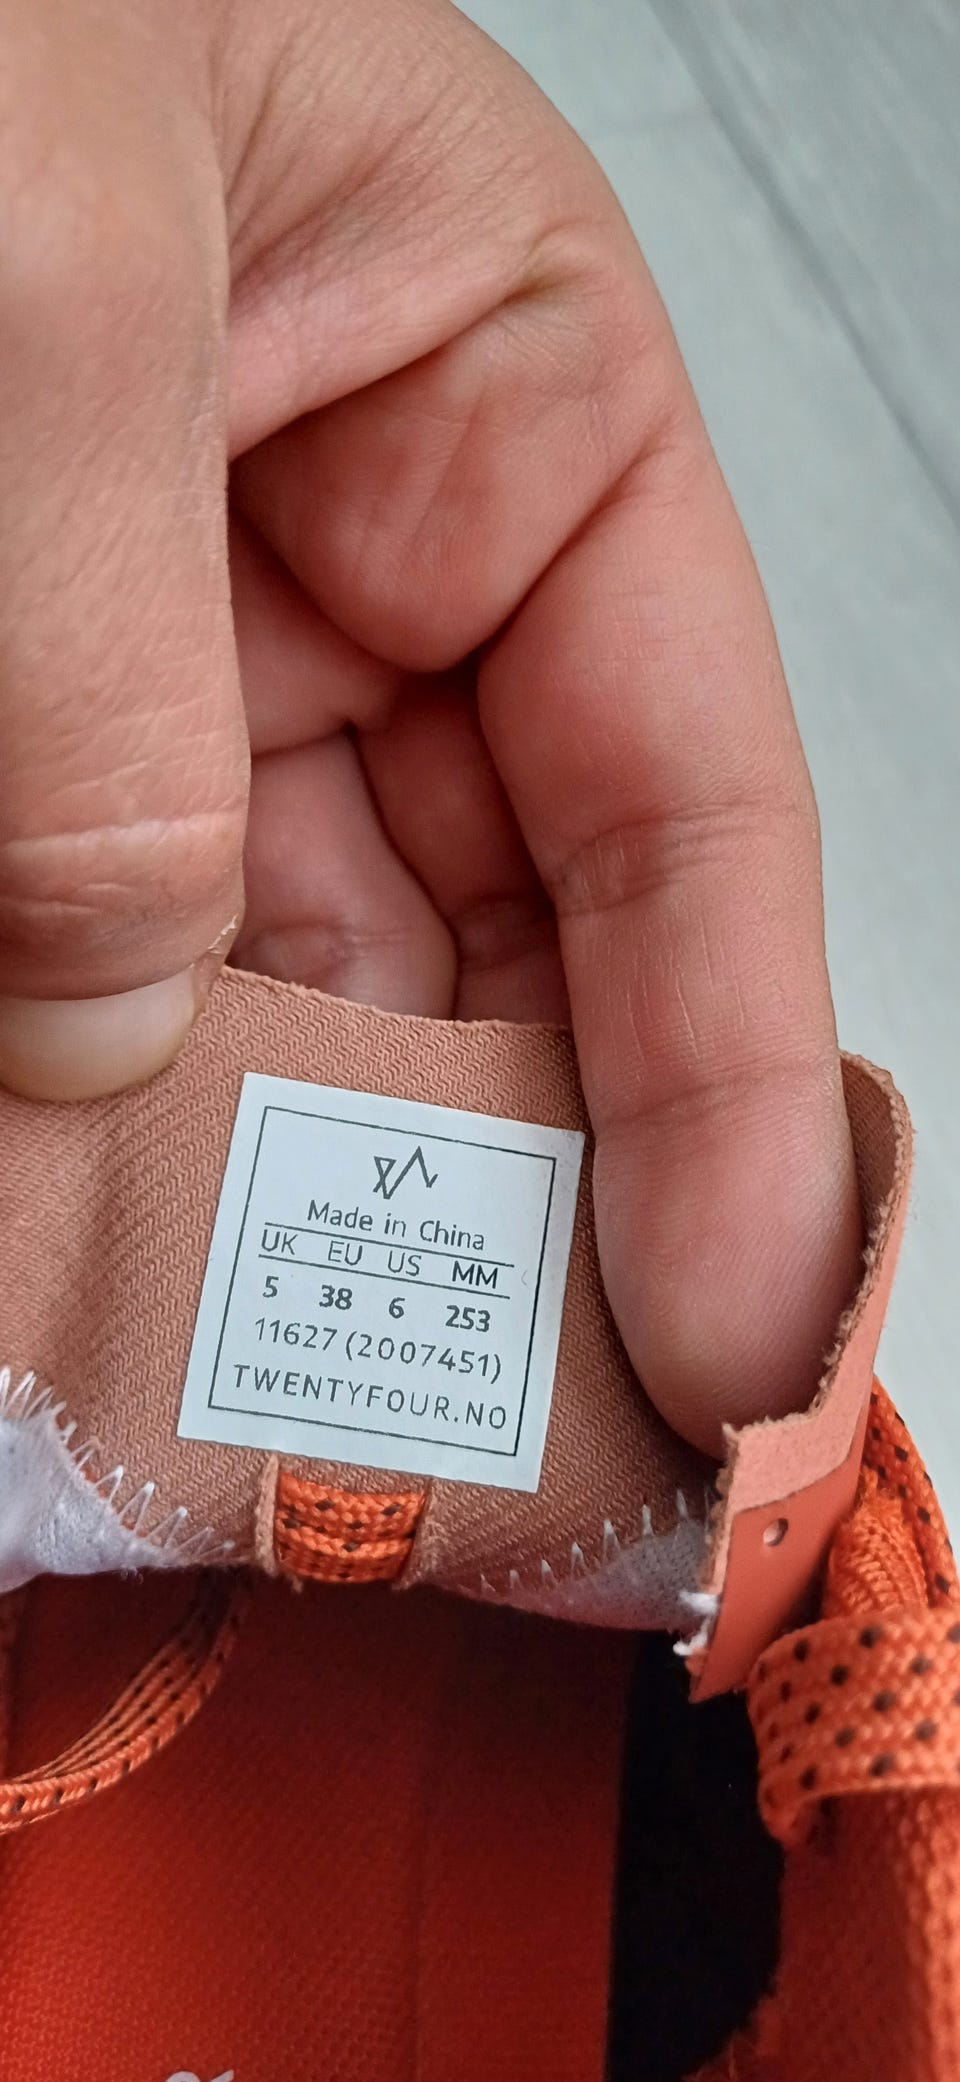 Made in China
UK EU US MM
5 38 6 253
11627 (2007451)
TWENTYFOUR.NO